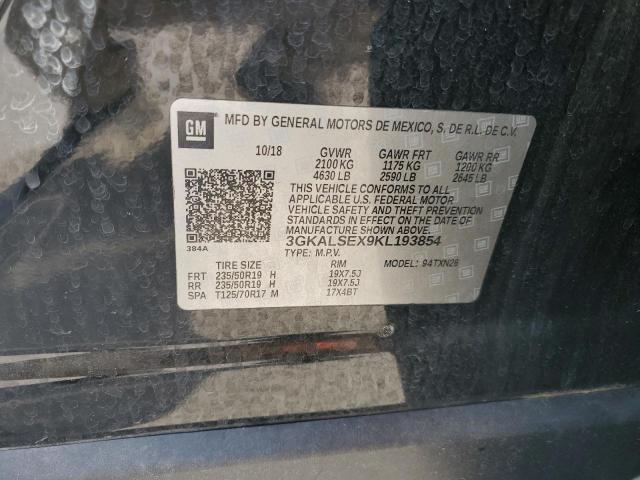 GM
MFD BY GENERAL MOTORS DE MEXICO, S. DE R.L. DE C.V.
10/18 GVWR GAWR FRT GAWR RR
2100 KG 1175 KG 1200 KG
4630 LB 2590 LB 2645 LB
THIS VEHICLE CONFORMS TO ALL
APPLICABLE U.S. FEDERAL MOTOR
VEHICLE SAFETY AND THEFT PREVENTION
STANDARDS IN EFFECT ON THE DATE OF
MANUFACTURE SHOWN ABOVE.
384A
3GKALSEX9KL193854
TYPE: M.P.V. MODEL: 94TXN26
TIRE SIZE RIM
FRT 235/50R19 H 19X7.5J
RR 235/50R19 H 19X7.5J
SPA T125/70R17 M 17X4BT